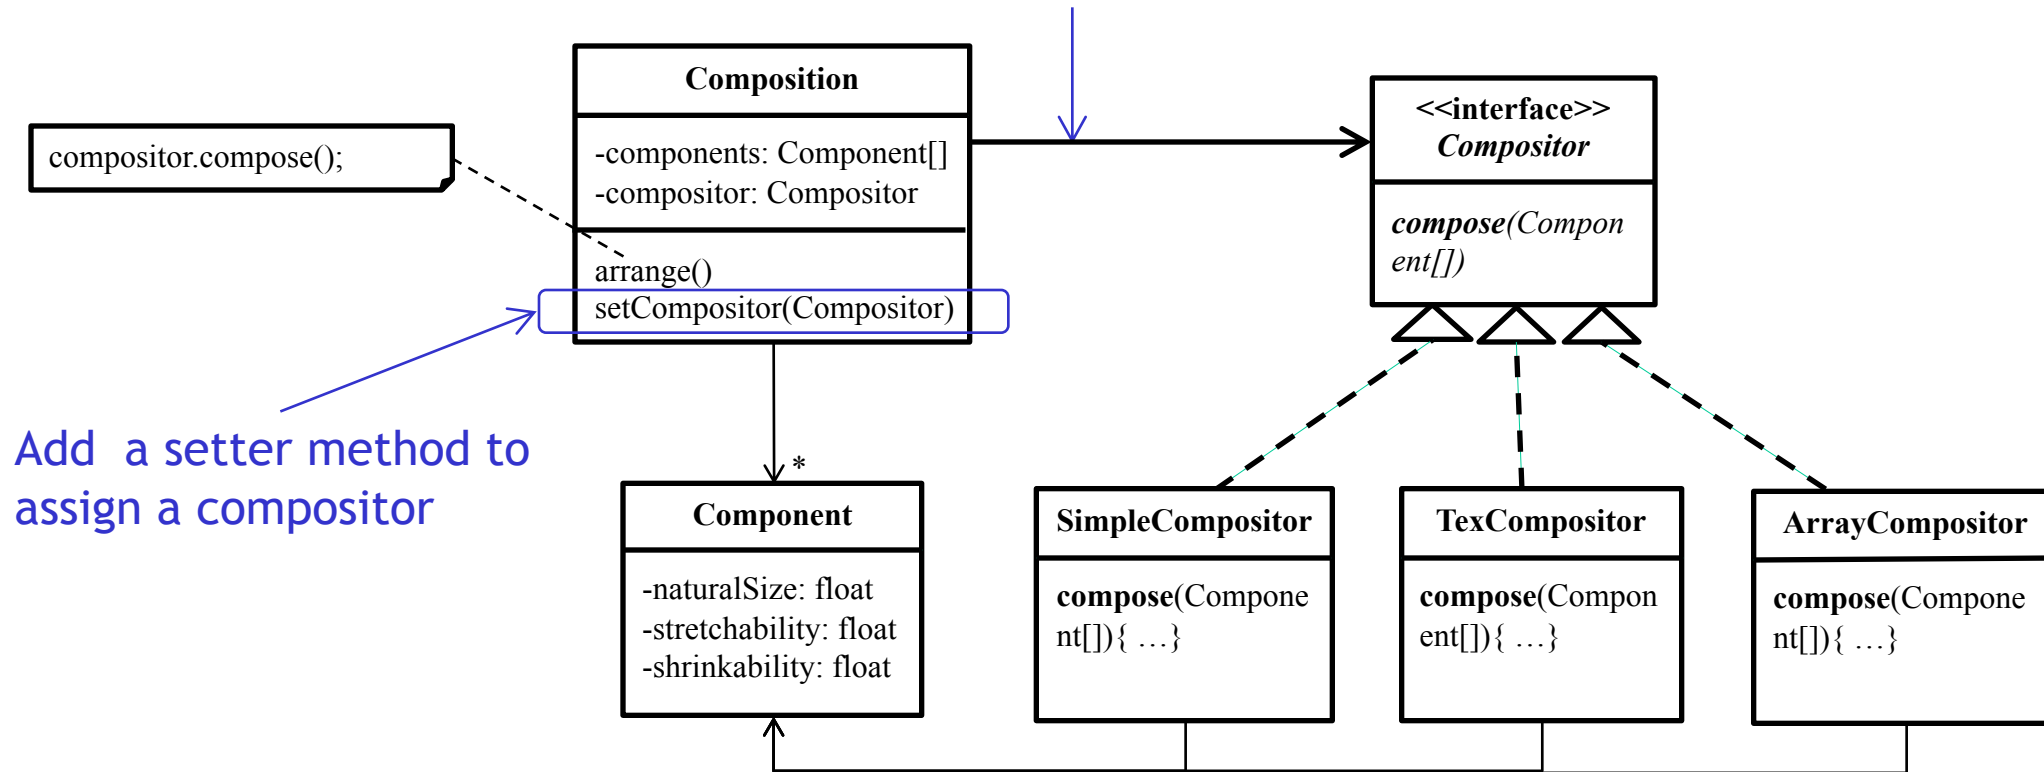 Composition
-components: Component[]
-compositor: Compositor
arrange()
setCompositor(Compositor)
compositor.compose();
<<interface>>
Compositor
compose(Compon
ent[])
Add  a setter method to
assign a compositor
*
Component
-naturalSize: float
-stretchability: float
-shrinkability: float
SimpleCompositor
compose(Compone
nt[]){ …}
TexCompositor
compose(Compon
ent[]){ …}
ArrayCompositor
compose(Compone
nt[]){ …}